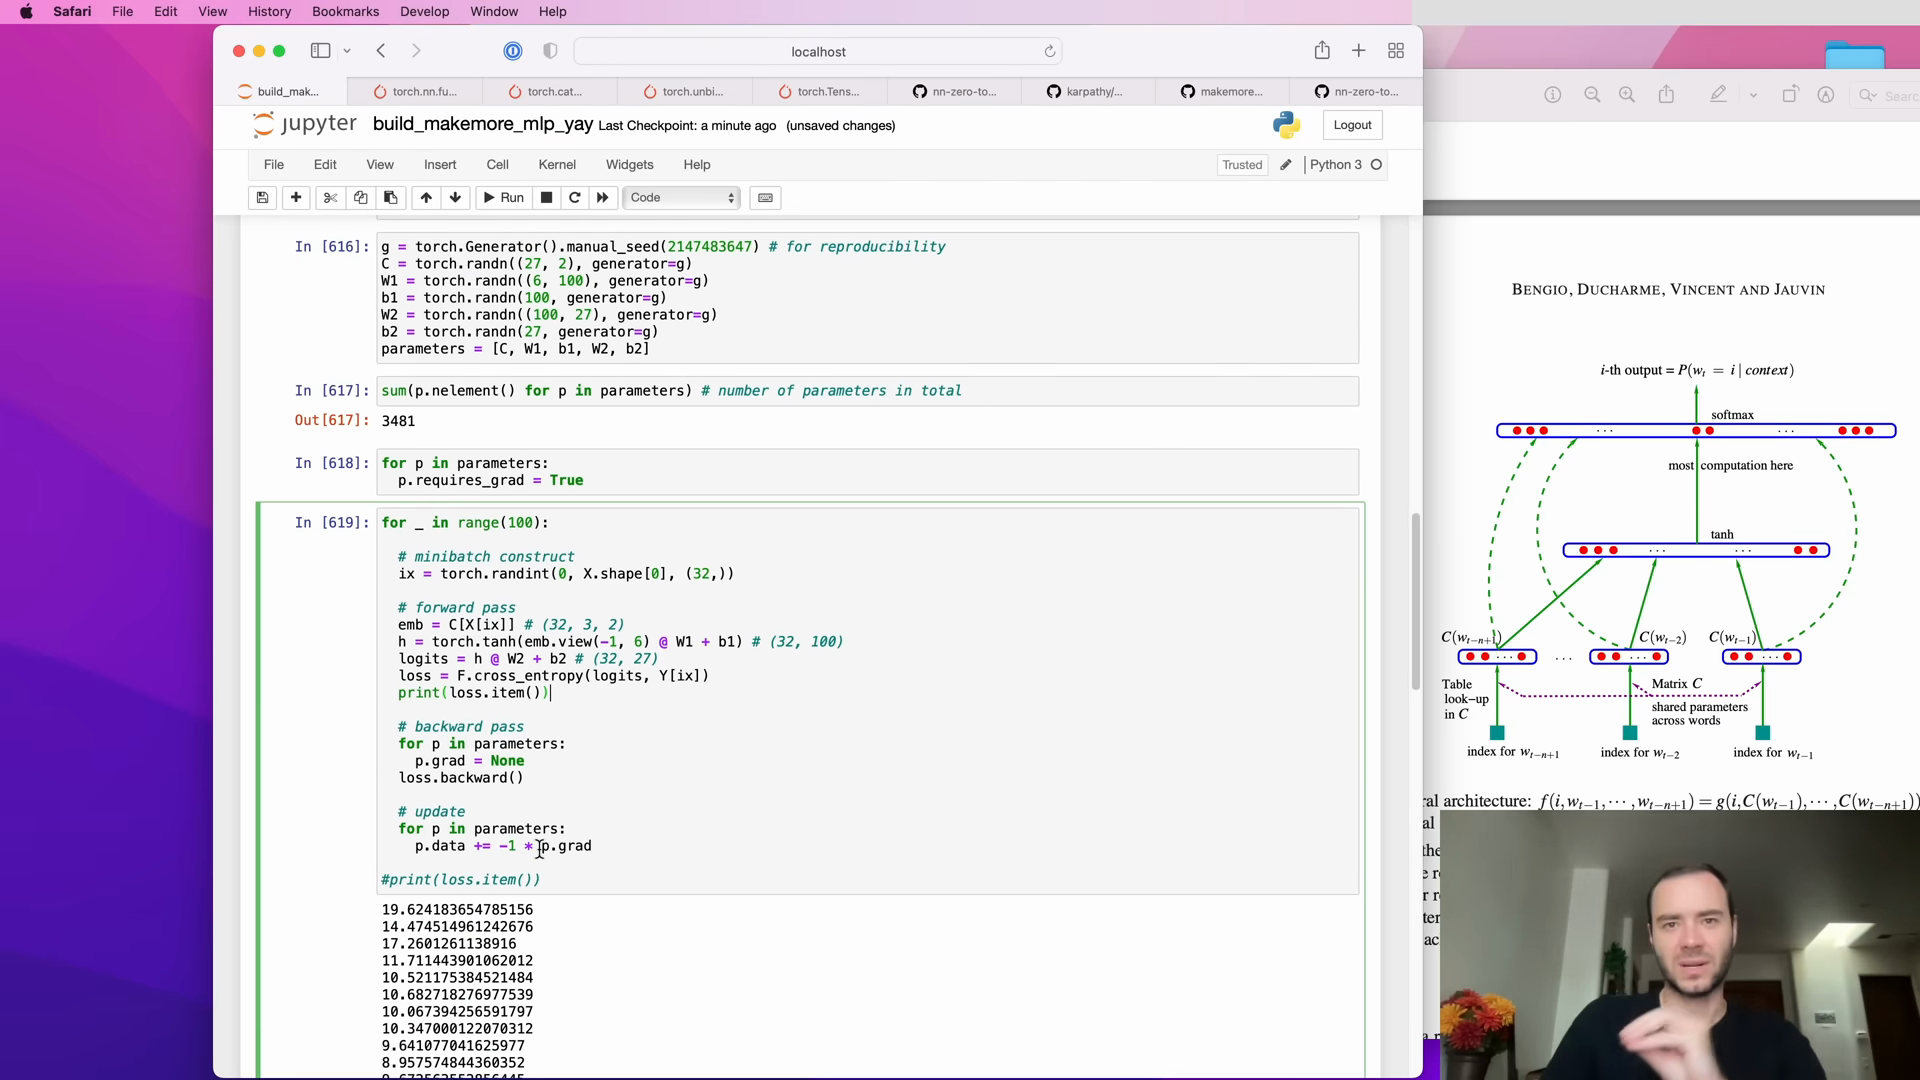 Safari File Edit View History Bookmarks Develop Window Help
localhost
build_mak... torch.nn.fu... torch.cat... torch.unbi... torch.Tens... nn-zero-to... karpathy/... makemore... nn-zero-to...
jupyter build_makemore_mlp_yay Last Checkpoint: a minute ago (unsaved changes) Logout
File Edit View Insert Cell Kernel Widgets Help Trusted Python 3
Run Code
In [616]: g = torch.Generator().manual_seed(2147483647) # for reproducibility
C = torch.randn((27, 2), generator=g)
W1 = torch.randn((6, 100), generator=g)
b1 = torch.randn(100, generator=g)
W2 = torch.randn((100, 27), generator=g)
b2 = torch.randn(27, generator=g)
parameters = [C, W1, b1, W2, b2]
In [617]: sum(p.nelement() for p in parameters) # number of parameters in total
Out[617]: 3481
In [618]: for p in parameters:
p.requires_grad = True
In [619]: for _ in range(100):
# minibatch construct
ix = torch.randint(0, X.shape[0], (32,))
# forward pass
emb = C[X[ix]] # (32, 3, 2)
h = torch.tanh(emb.view(-1, 6) @ W1 + b1) # (32, 100)
logits = h @ W2 + b2 # (32, 27)
loss = F.cross_entropy(logits, Y[ix])
print(loss.item())
# backward pass
for p in parameters:
p.grad = None
loss.backward()
# update
for p in parameters:
p.data += -1 * p.grad
#print(loss.item())
19.624183654785156
14.474514961242676
17.2601261138916
11.711443901062012
10.521175384521484
10.682718276977539
10.067394256591797
10.347000122070312
9.641077041625977
8.957574844360352
Search
BENGIO, DUCHARME, VINCENT AND JAUVIN
i-th output = P(w_t = i | context)
softmax
... ... 
most computation here
tanh
... ...
C(w_{t-n+1}) C(w_{t-2}) C(w_{t-1})
... ... ... ...
Table look-up in C
Matrix C
shared parameters across words
index for w_{t-n+1} index for w_{t-2} index for w_{t-1}
ral architecture: f(i,w_{t-1},⋯,w_{t-n+1}) = g(i,C(w_{t-1}),⋯,C(w_{t-n+1}))